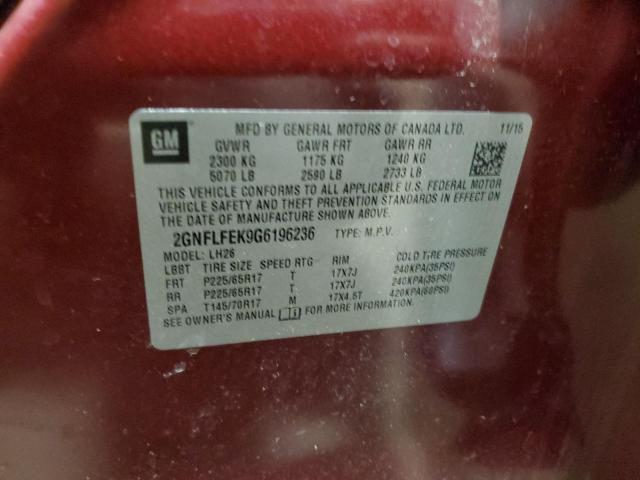 GM
MFD BY GENERAL MOTORS OF CANADA LTD. 11/15
GVWR GAWR FRT GAWR RR
2300 KG 1175 KG 1240 KG
5070 LB 2590 LB 2733 LB
THIS VEHICLE CONFORMS TO ALL APPLICABLE U.S. FEDERAL MOTOR
VEHICLE SAFETY AND THEFT PREVENTION STANDARDS IN EFFECT ON
THE DATE OF MANUFACTURE SHOWN ABOVE.
2GNFLFEK9G6196236 TYPE: M.P.V.
MODEL: LH26
LBBT TIRE SIZE SPEED RTG RIM COLD TIRE PRESSURE
FRT P225/65R17 T 17X7J 240KPA(35PSI)
RR P225/65R17 T 17X7J 240KPA(35PSI)
SPA T145/70R17 M 17X4.5T 420KPA(60PSI)
SEE OWNER'S MANUAL FOR MORE INFORMATION.